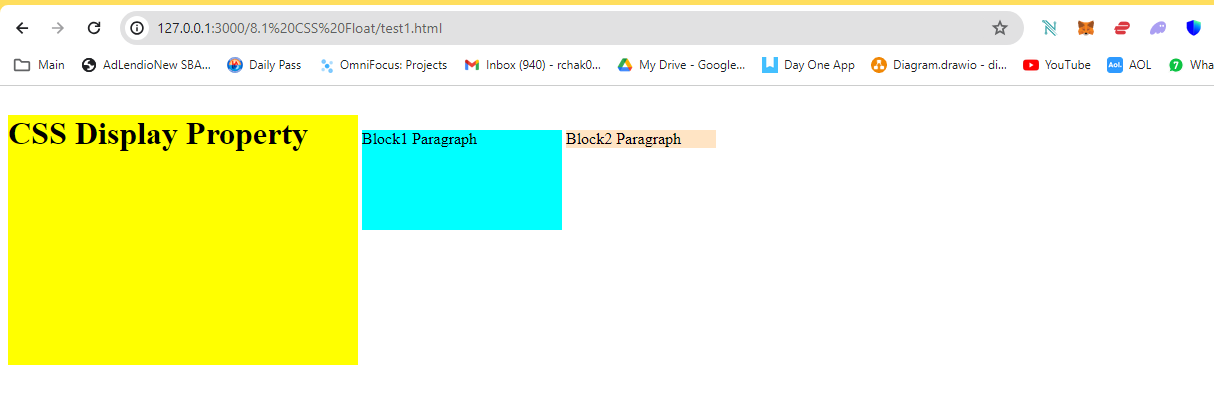 127.0.0.1:3000/8.1%20CSS%20Float/test1.html
Main AdLendioNew SBA... Daily Pass OmniFocus: Projects Inbox (940) - rchak0... My Drive - Google... Day One App Diagram.drawio - di... YouTube Aol. AOL 7 Wha
CSS Display Property Block1 Paragraph Block2 Paragraph